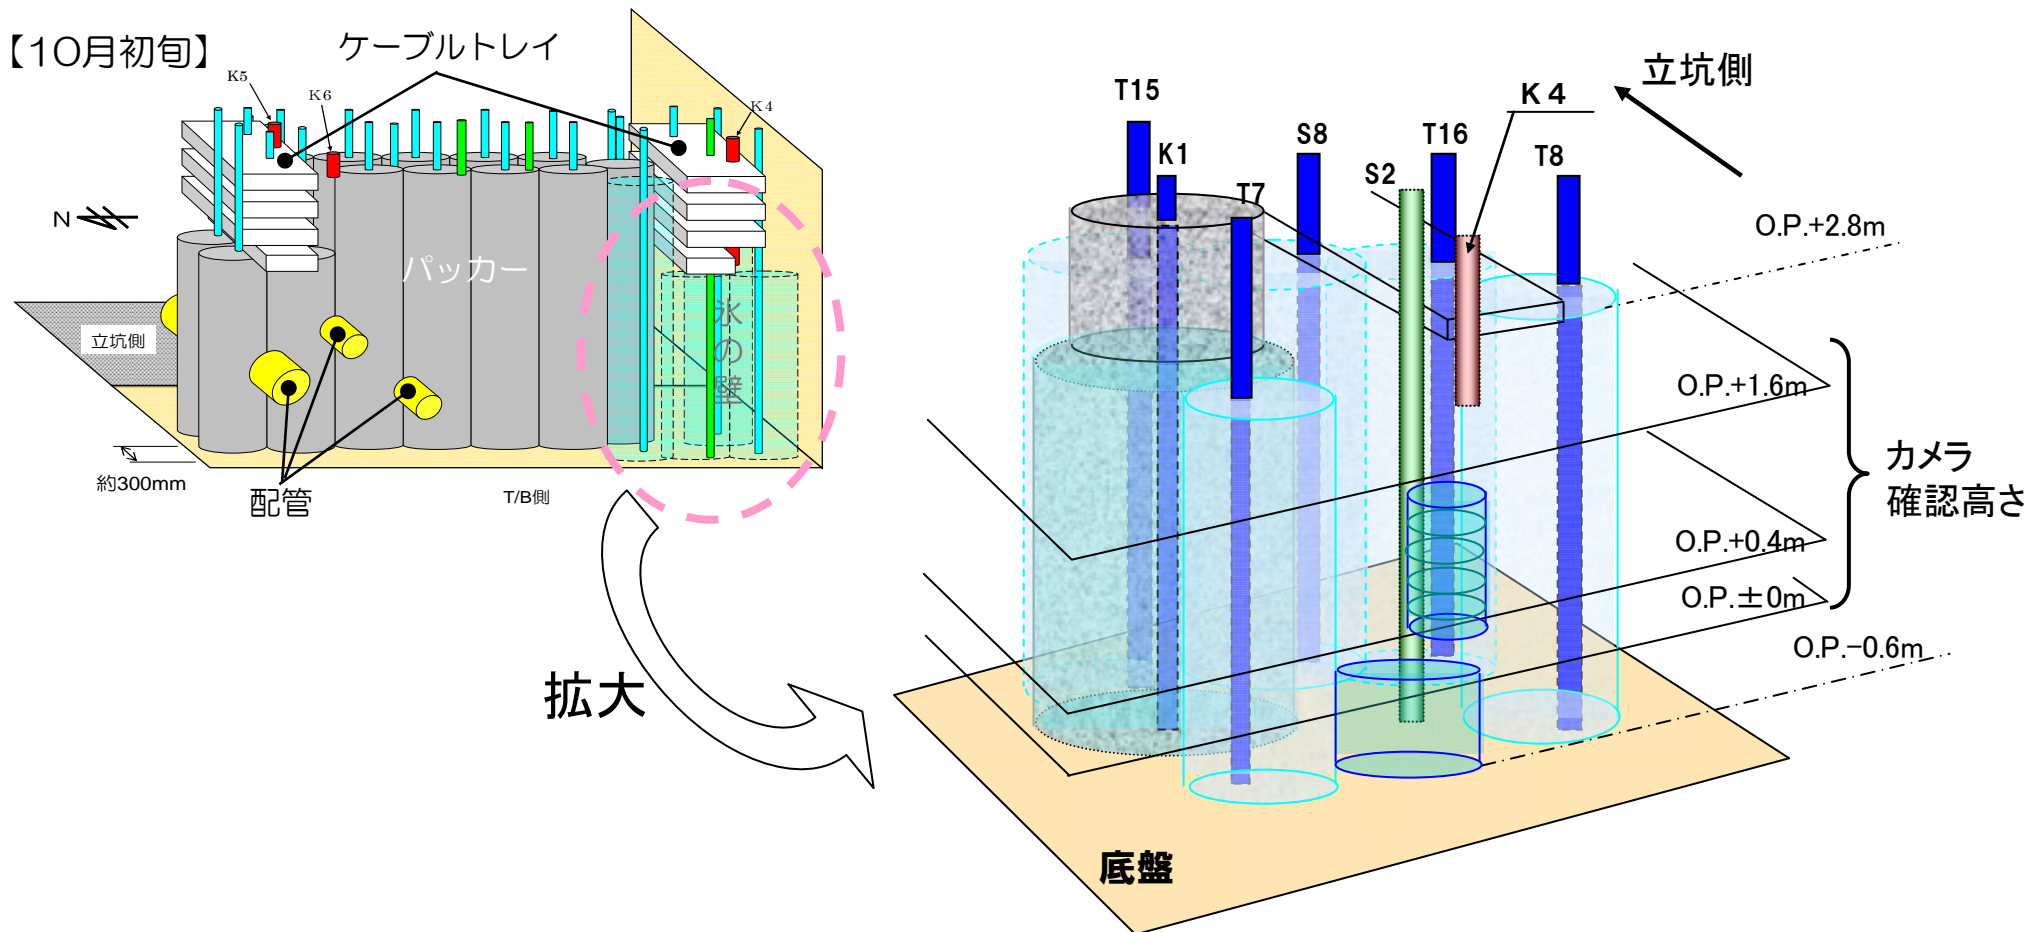 【10月初旬】
ケーブルトレイ
K5
K6
K4
N
パッカー
氷の壁
立坑側
約300mm
配管
T/B側
拡大
立坑側
T15
K1
S8
T16
K4
T8
S2
T7
O.P.+2.8m
O.P.+1.6m
O.P.+0.4m
O.P.±0m
O.P.-0.6m
カメラ
確認高さ
底盤